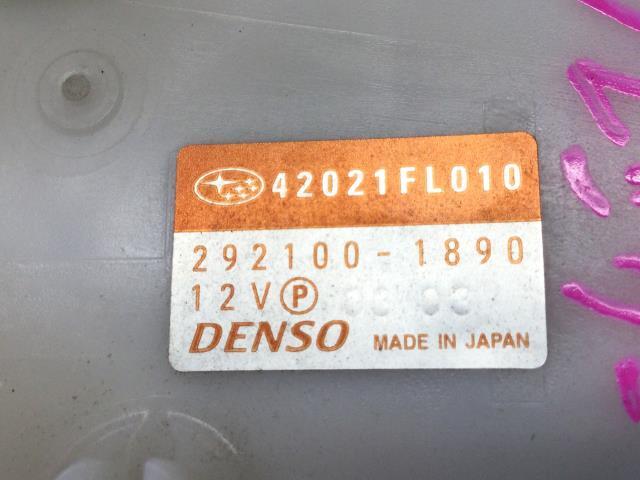 42021FL010
292100-1890
12V Ⓟ
DENSO MADE IN JAPAN